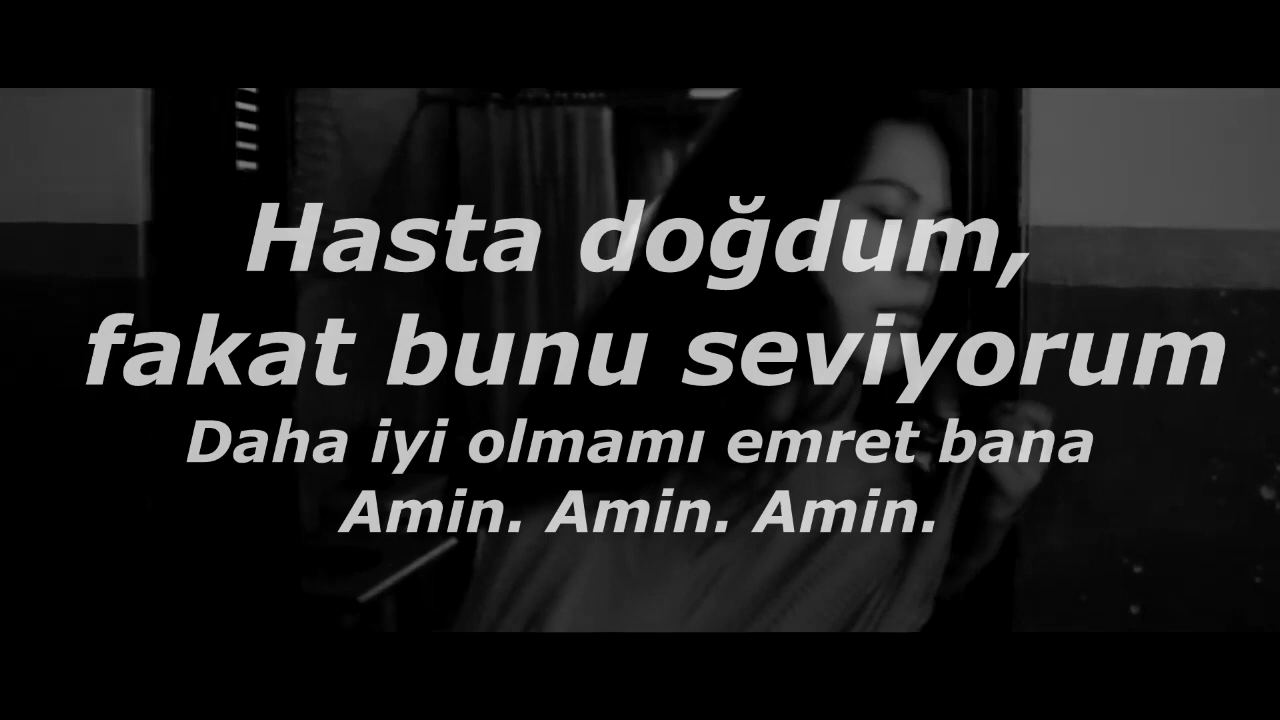 Hasta doğdum,
fakat bunu seviyorum
Daha iyi olmamı emret bana
Amin. Amin. Amin.